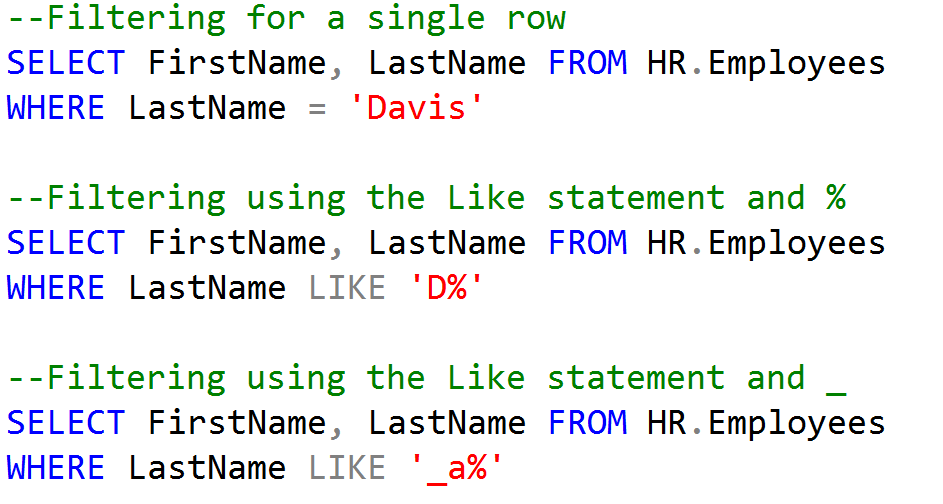 --Filtering for a single row
SELECT FirstName, LastName FROM HR.Employees
WHERE LastName = 'Davis'
--Filtering using the Like statement and %
SELECT FirstName, LastName FROM HR.Employees
WHERE LastName LIKE 'D%'
--Filtering using the Like statement and _
SELECT FirstName, LastName FROM HR.Employees
WHERE LastName LIKE '_a%'